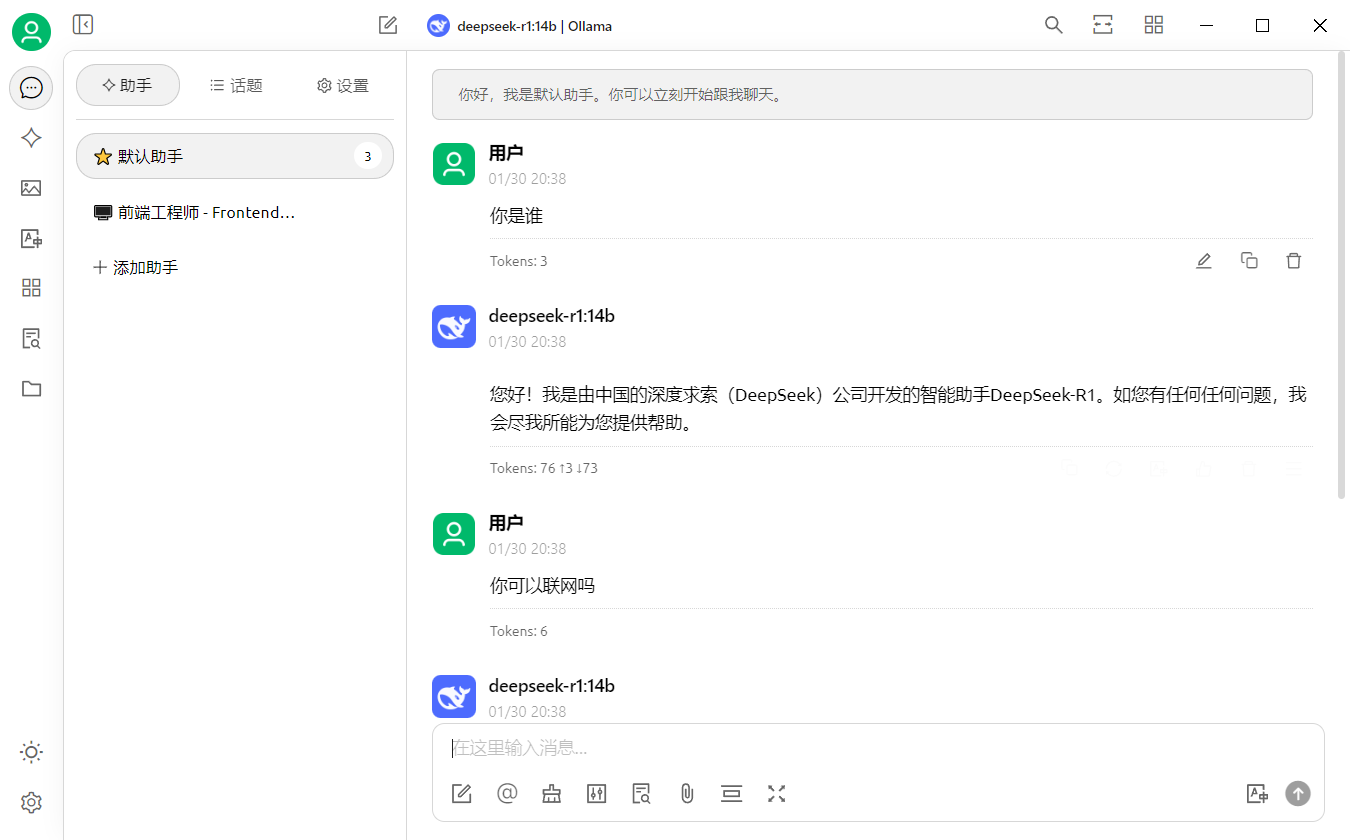 deepseek-r1:14b | Ollama
助手
话题
设置
默认助手
3
前端工程师 - Frontend...
添加助手
你好，我是默认助手。你可以立刻开始跟我聊天。
用户
01/30 20:38
你是谁
Tokens: 3
deepseek-r1:14b
01/30 20:38
您好！我是由中国的深度求索（DeepSeek）公司开发的智能助手DeepSeek-R1。如您有任何任何问题，我
会尽我所能为您提供帮助。
Tokens: 76 ↑3 ↓73
用户
01/30 20:38
你可以联网吗
Tokens: 6
deepseek-r1:14b
01/30 20:38
在这里输入消息...